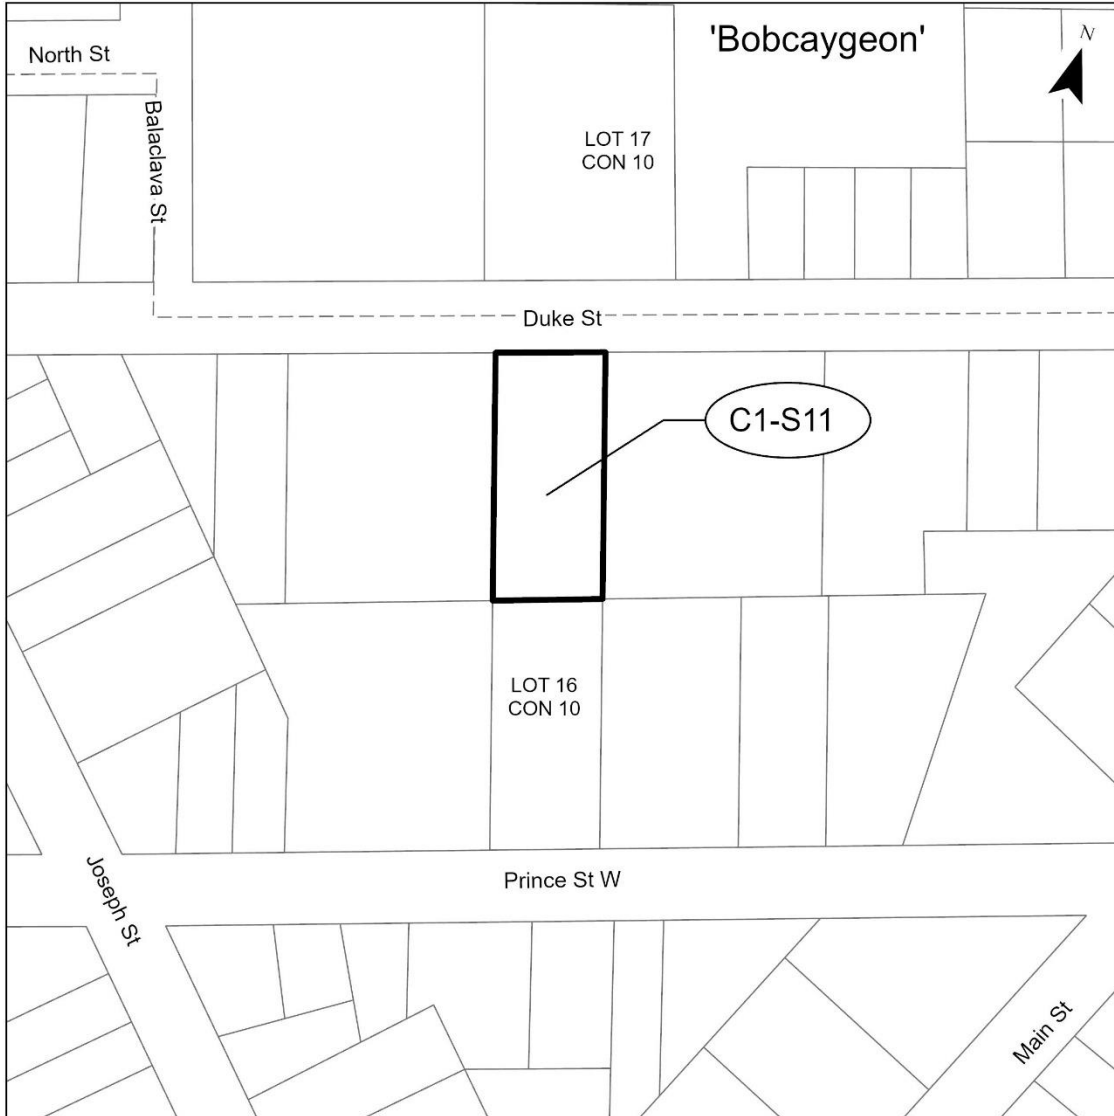 'Bobcaygeon'
N
North St
Balaclava St
LOT 17
CON 10
Duke St
C1-S11
LOT 16
CON 10
Joseph St
Prince St W
Main St